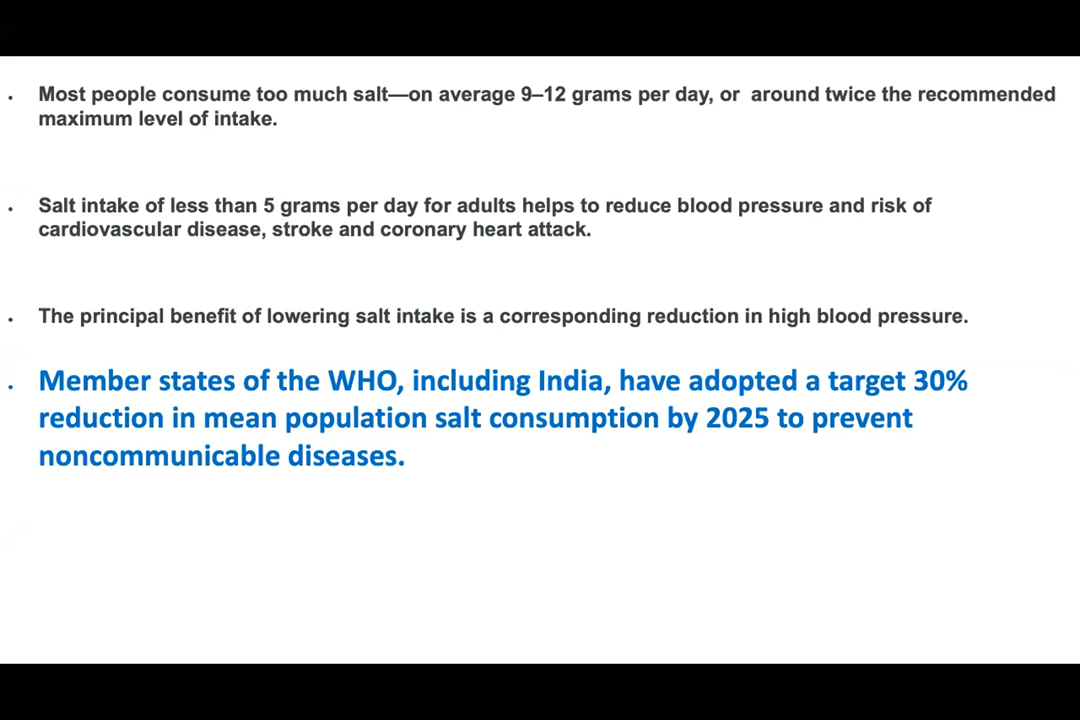 • Most people consume too much salt—on average 9–12 grams per day, or around twice the recommended
maximum level of intake.
• Salt intake of less than 5 grams per day for adults helps to reduce blood pressure and risk of
cardiovascular disease, stroke and coronary heart attack.
• The principal benefit of lowering salt intake is a corresponding reduction in high blood pressure.
• Member states of the WHO, including India, have adopted a target 30%
reduction in mean population salt consumption by 2025 to prevent
noncommunicable diseases.